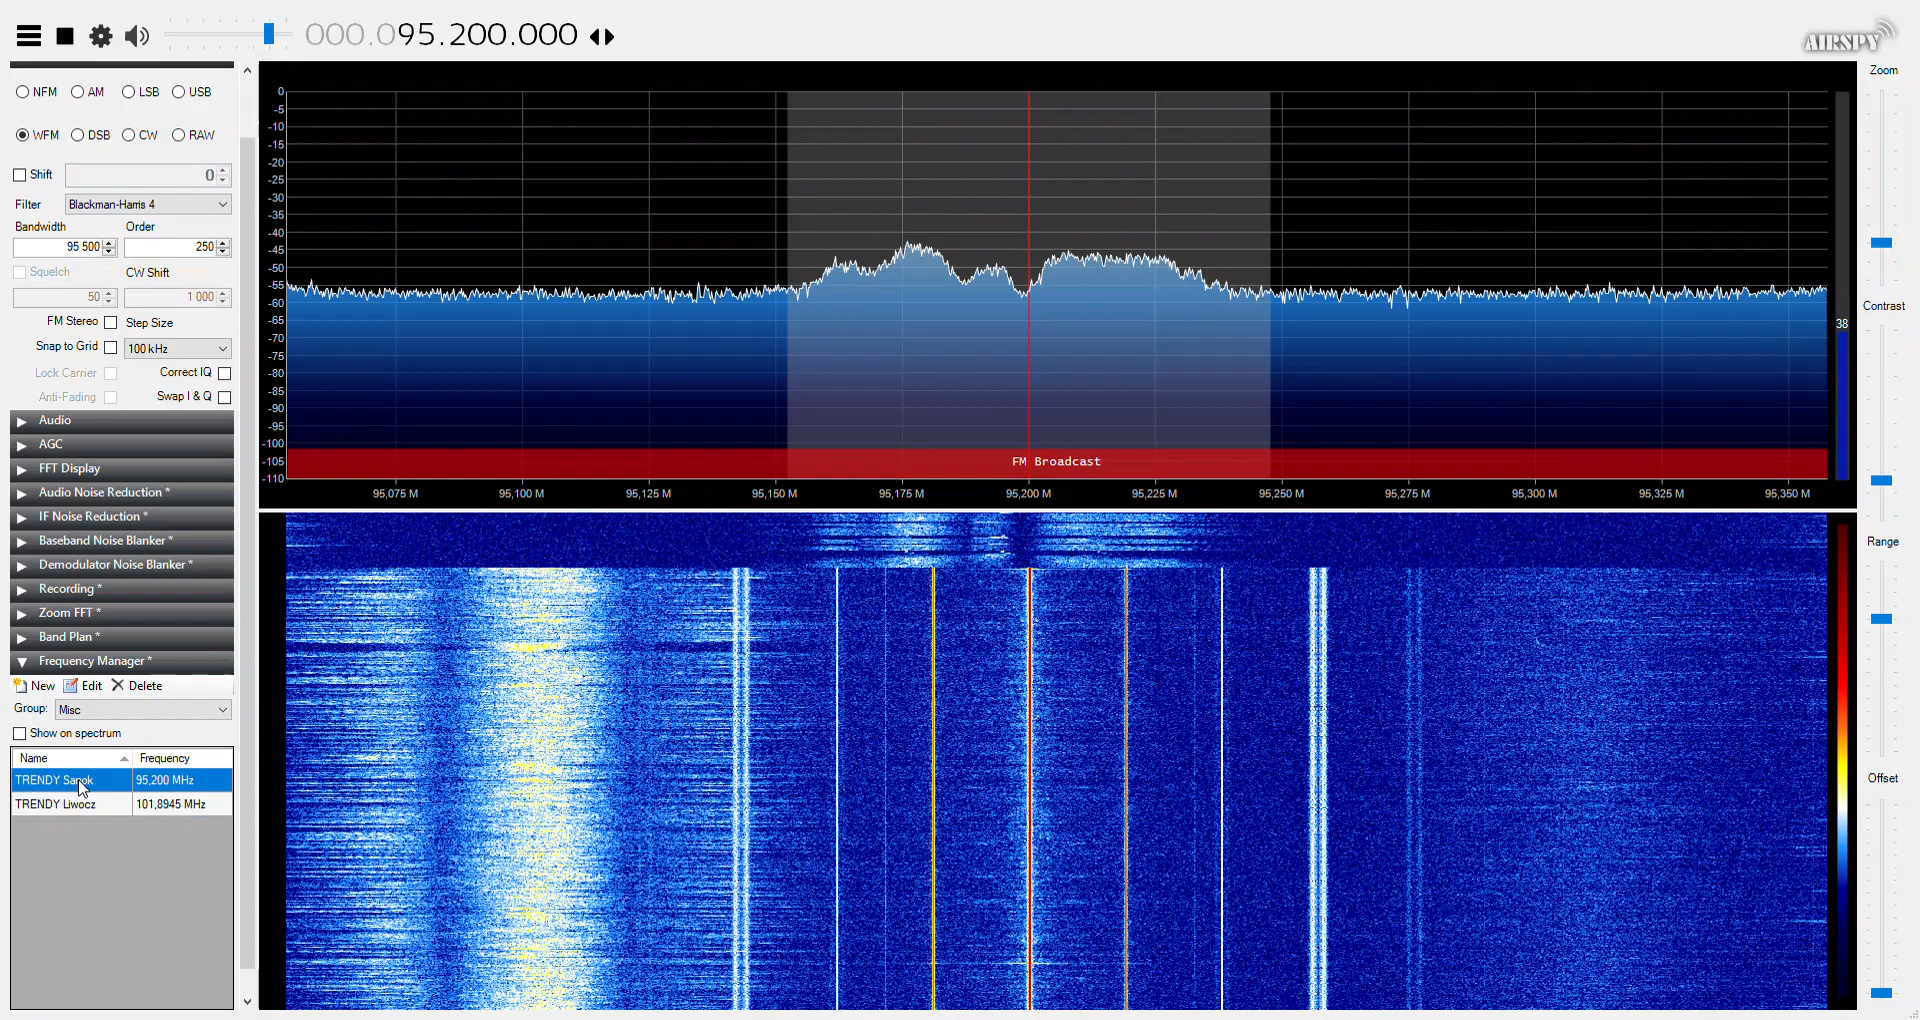 000.095.200.000
AIRSPY
Zoom
NFM AM LSB USB
WFM DSB CW RAW
Shift 0
Filter Blackman-Harris 4
Bandwidth Order
95 500 250
Squelch CW Shift
50 1 000
FM Stereo Step Size
Snap to Grid 100 kHz
Lock Carrier Correct IQ
Anti-Fading Swap I & Q
Audio
AGC
FFT Display
Audio Noise Reduction *
IF Noise Reduction *
Baseband Noise Blanker *
Demodulator Noise Blanker *
Recording *
Zoom FFT *
Band Plan *
Frequency Manager *
New Edit Delete
Group: Misc
Show on spectrum
Name Frequency
TRENDY Sanok 95,200 MHz
TRENDY Liwocz 101,8945 MHz
0
-5
-10
-15
-20
-25
-30
-35
-40
-45
-50
-55
-60
-65
-70
-75
-80
-85
-90
-95
-100
-105
-110
FM Broadcast
95,075 M 95,100 M 95,125 M 95,150 M 95,175 M 95,200 M 95,225 M 95,250 M 95,275 M 95,300 M 95,325 M 95,350 M
38
Contrast
Range
Offset